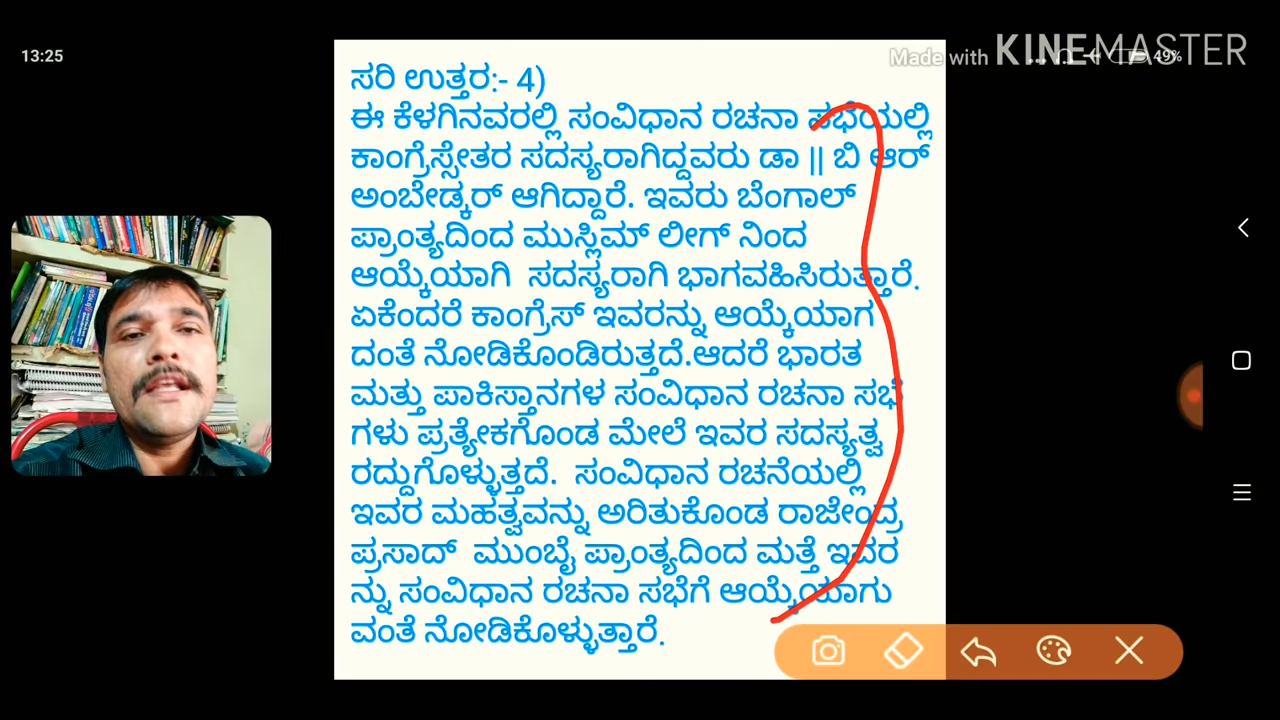 13:25
Made with KINEMASTER
49%
ಸರಿ ಉತ್ತರ:- 4)
ಈ ಕೆಳಗಿನವರಲ್ಲಿ ಸಂವಿಧಾನ ರಚನಾ ಸಭೆಯಲ್ಲಿ
ಕಾಂಗ್ರೆಸ್ಸೇತರ ಸದಸ್ಯರಾಗಿದ್ದವರು ಡಾ || ಬಿ ಆರ್
ಅಂಬೇಡ್ಕರ್ ಆಗಿದ್ದಾರೆ. ಇವರು ಬೆಂಗಾಲ್
ಪ್ರಾಂತ್ಯದಿಂದ ಮುಸ್ಲಿಮ್ ಲೀಗ್ ನಿಂದ
ಆಯ್ಕೆಯಾಗಿ ಸದಸ್ಯರಾಗಿ ಭಾಗವಹಿಸಿರುತ್ತಾರೆ.
ಏಕೆಂದರೆ ಕಾಂಗ್ರೆಸ್ ಇವರನ್ನು ಆಯ್ಕೆಯಾಗ
ದಂತೆ ನೋಡಿಕೊಂಡಿರುತ್ತದೆ.ಆದರೆ ಭಾರತ
ಮತ್ತು ಪಾಕಿಸ್ತಾನಗಳ ಸಂವಿಧಾನ ರಚನಾ ಸಭೆ
ಗಳು ಪ್ರತ್ಯೇಕಗೊಂಡ ಮೇಲೆ ಇವರ ಸದಸ್ಯತ್ವ
ರದ್ದುಗೊಳ್ಳುತ್ತದೆ. ಸಂವಿಧಾನ ರಚನೆಯಲ್ಲಿ
ಇವರ ಮಹತ್ವವನ್ನು ಅರಿತುಕೊಂಡ ರಾಜೇಂದ್ರ
ಪ್ರಸಾದ್ ಮುಂಬೈ ಪ್ರಾಂತ್ಯದಿಂದ ಮತ್ತೆ ಇವರ
ನ್ನು ಸಂವಿಧಾನ ರಚನಾ ಸಭೆಗೆ ಆಯ್ಕೆಯಾಗು
ವಂತೆ ನೋಡಿಕೊಳ್ಳುತ್ತಾರೆ.